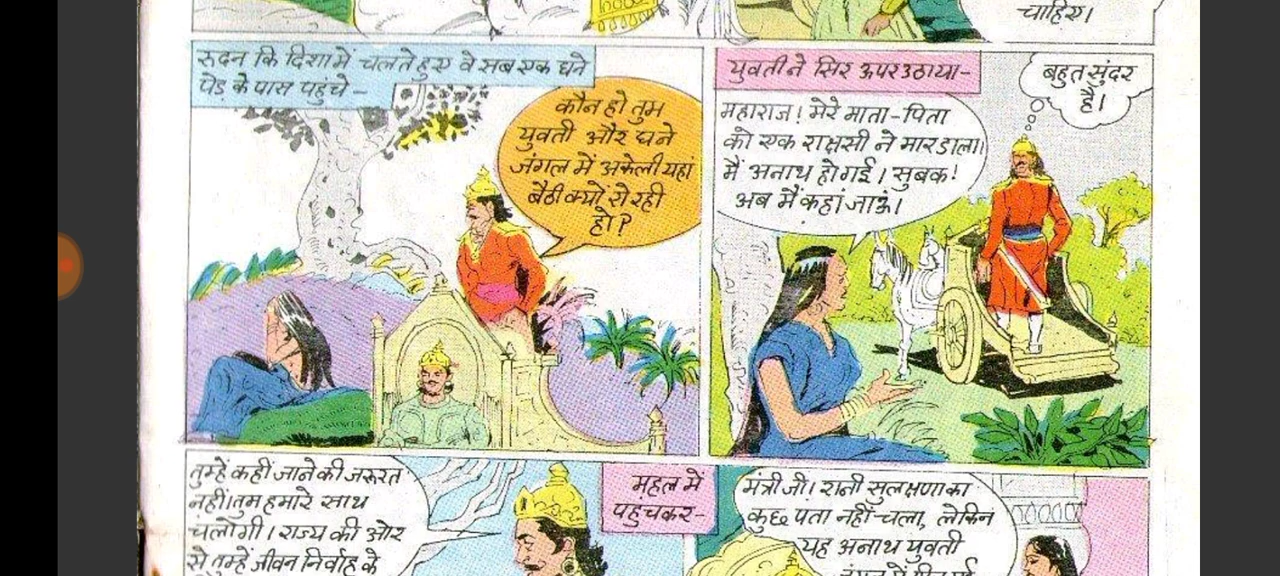 चाहिए।
रूदन कि दिशा में चलते हुए वे सब एक घने
पेड़ के पास पहुंचे-
कौन हो तुम
युवती और घने
जंगल में अकेली यहां
बैठी क्यों रो रही
हो?
युवती ने सिर ऊपर उठाया-
महाराज! मेरे माता-पिता
को एक राक्षसी ने मार डाला।
मैं अनाथ हो गई। सुबक!
अब मैं कहां जाऊं।
बहुत सुंदर
है।
तुम्हें कहीं जाने की जरूरत
नहीं। तुम हमारे साथ
चलोगी। राज्य की ओर
से तुम्हें जीवन निर्वाह के
महल में
पहुंचकर-
मंत्री जी। रानी सुलक्षणा का
कुछ पता नहीं चला, लेकिन
यह अनाथ युवती